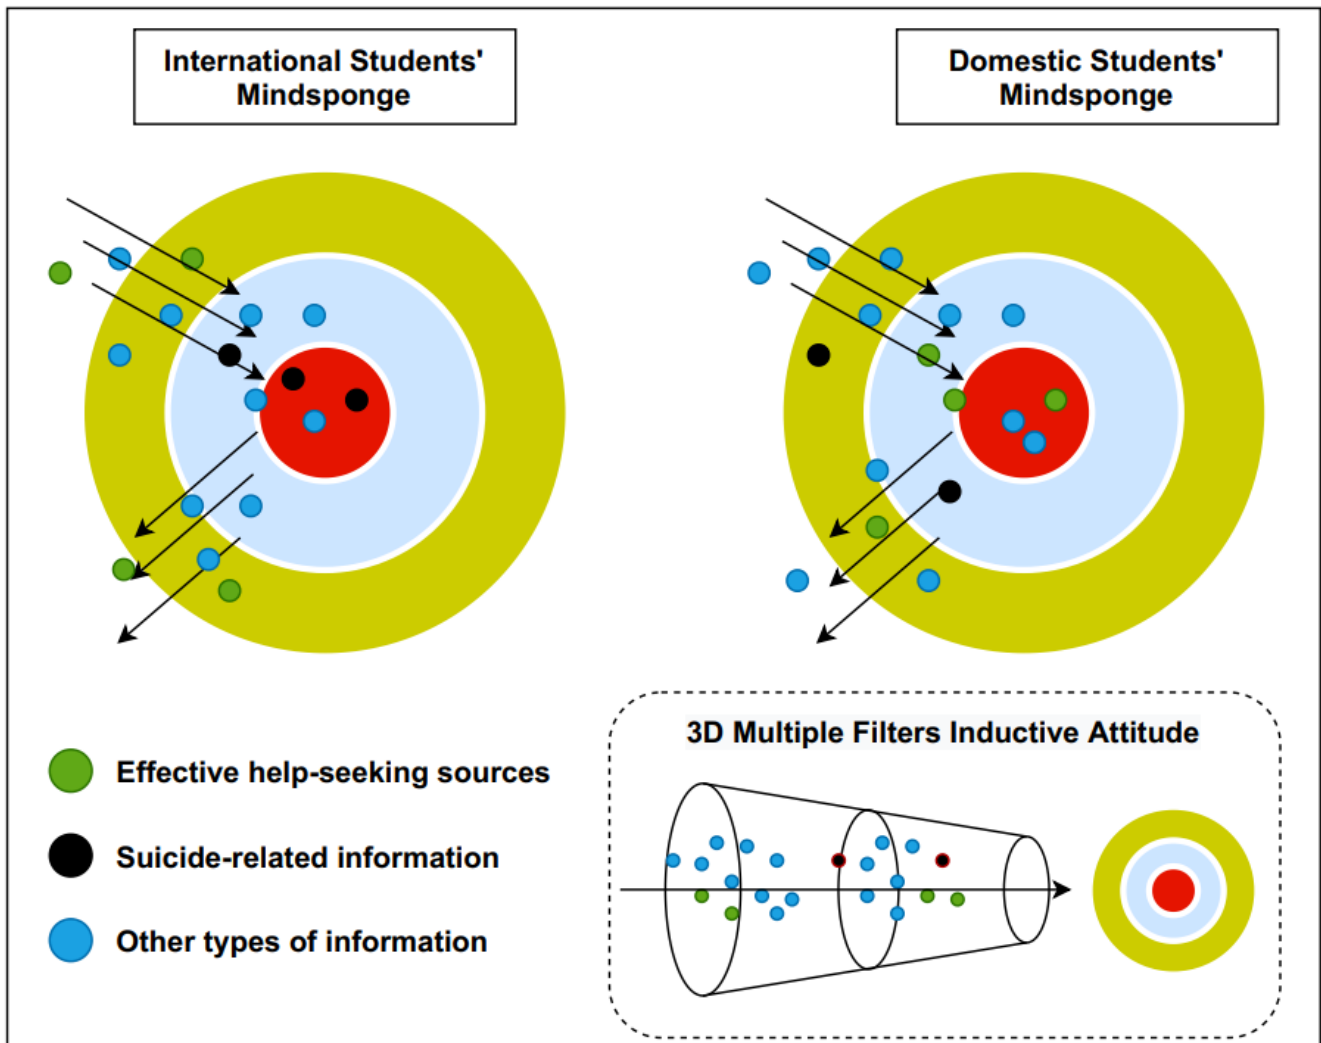 International Students'
Mindsponge
Domestic Students'
Mindsponge
Effective help-seeking sources
Suicide-related information
Other types of information
3D Multiple Filters Inductive Attitude